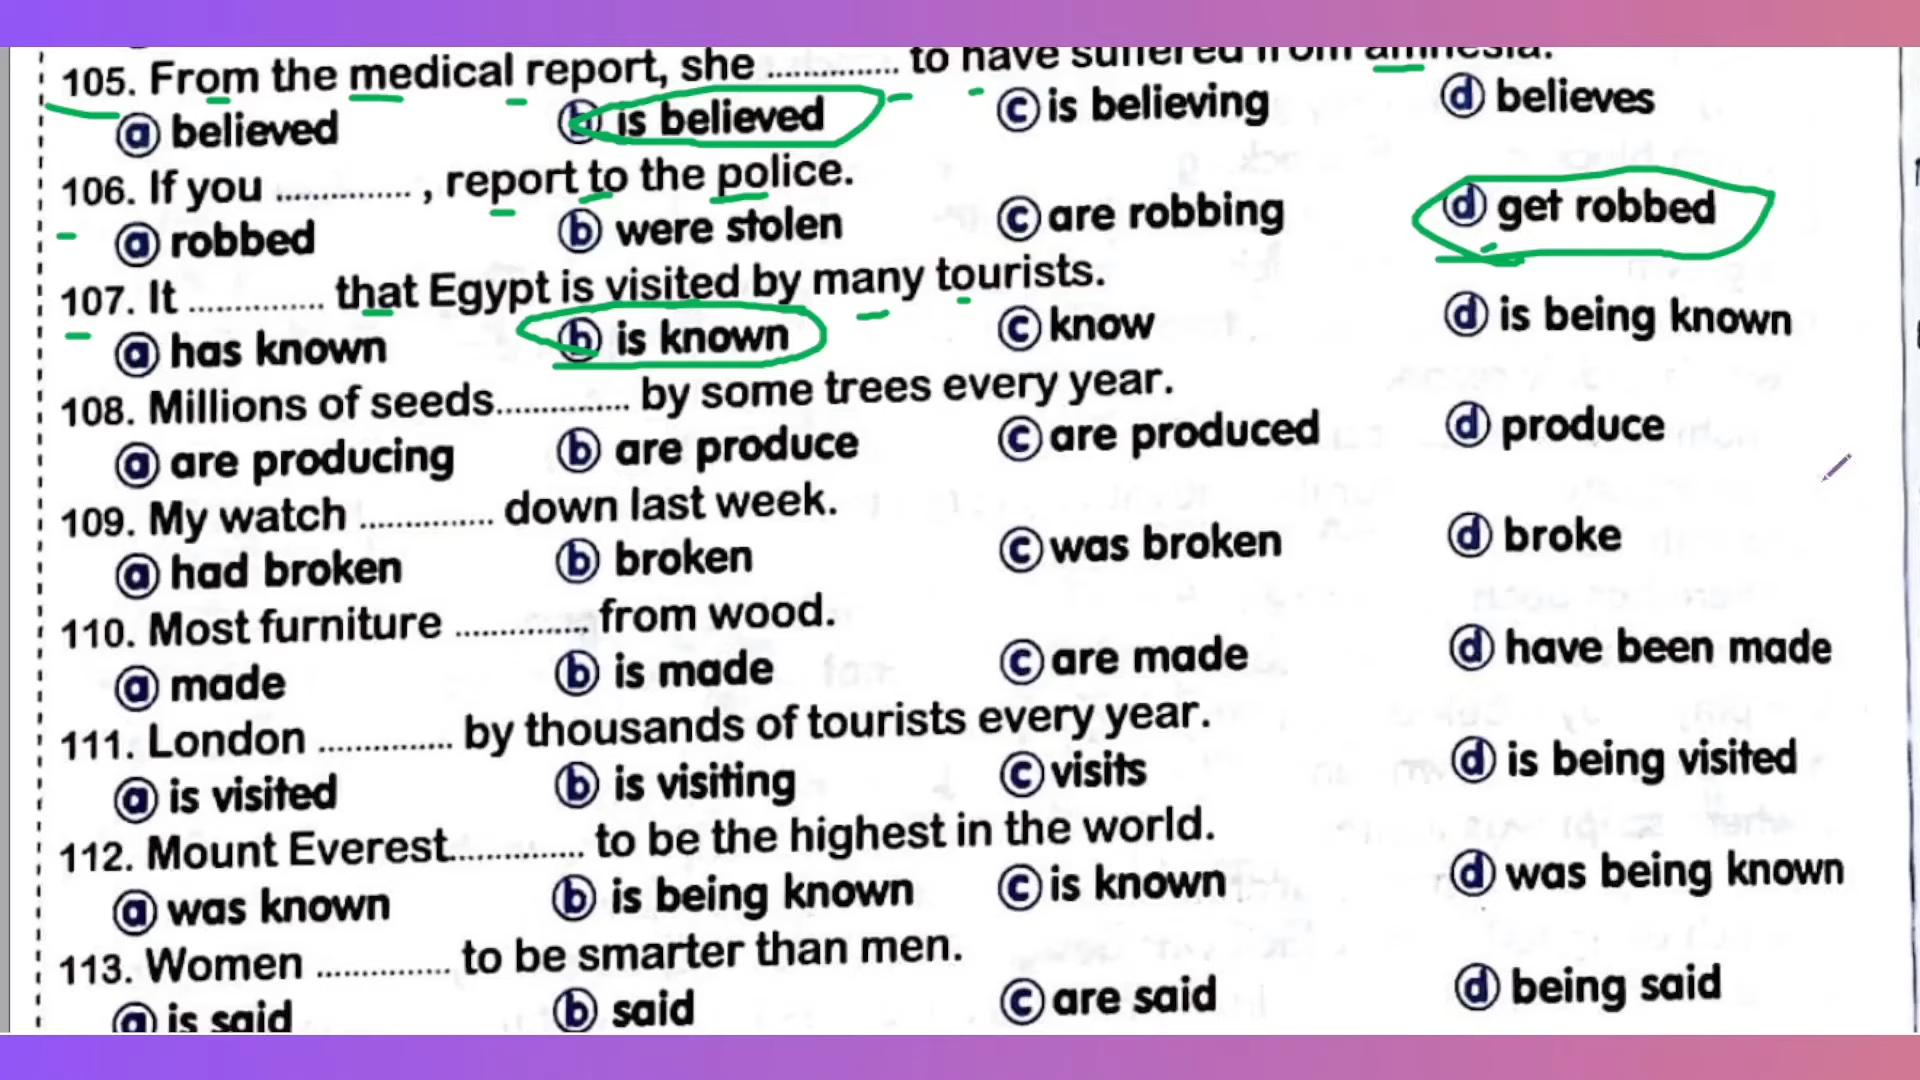 105. From the medical report, she .............. to have suffered from amnesia.
ⓐ believed ⓑ is believed ⓒ is believing ⓓ believes
106. If you .............. , report to the police.
ⓐ robbed ⓑ were stolen ⓒ are robbing ⓓ get robbed
107. It .............. that Egypt is visited by many tourists.
ⓐ has known ⓑ is known ⓒ know ⓓ is being known
108. Millions of seeds.............. by some trees every year.
ⓐ are producing ⓑ are produce ⓒ are produced ⓓ produce
109. My watch .............. down last week.
ⓐ had broken ⓑ broken ⓒ was broken ⓓ broke
110. Most furniture .............. from wood.
ⓐ made ⓑ is made ⓒ are made ⓓ have been made
111. London .............. by thousands of tourists every year.
ⓐ is visited ⓑ is visiting ⓒ visits ⓓ is being visited
112. Mount Everest.............. to be the highest in the world.
ⓐ was known ⓑ is being known ⓒ is known ⓓ was being known
113. Women .............. to be smarter than men.
ⓐ is said ⓑ said ⓒ are said ⓓ being said